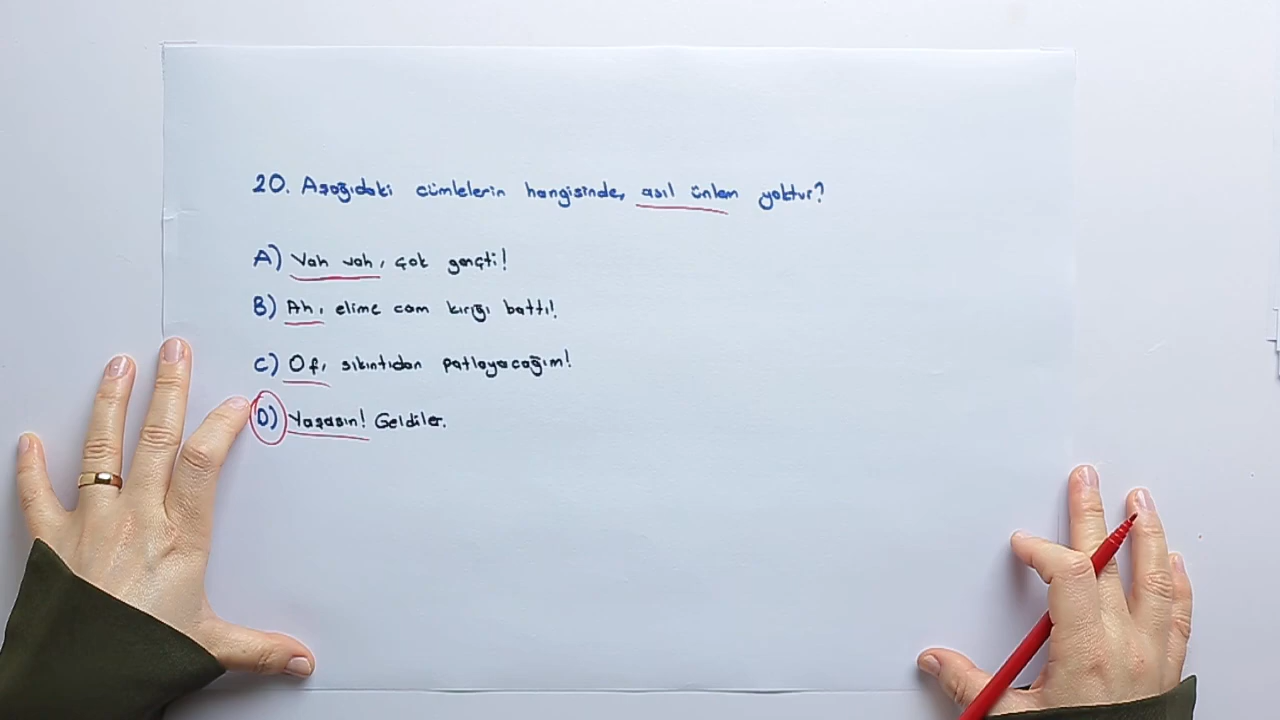 20. Aşağıdaki cümlelerin hangisinde, asıl ünlem yoktur?
A) Vah vah, çok gençti!
B) Ah, elime cam kırığı battı!
C) Of, sıkıntıdan patlayacağım!
D) Yaşasın! Geldiler.